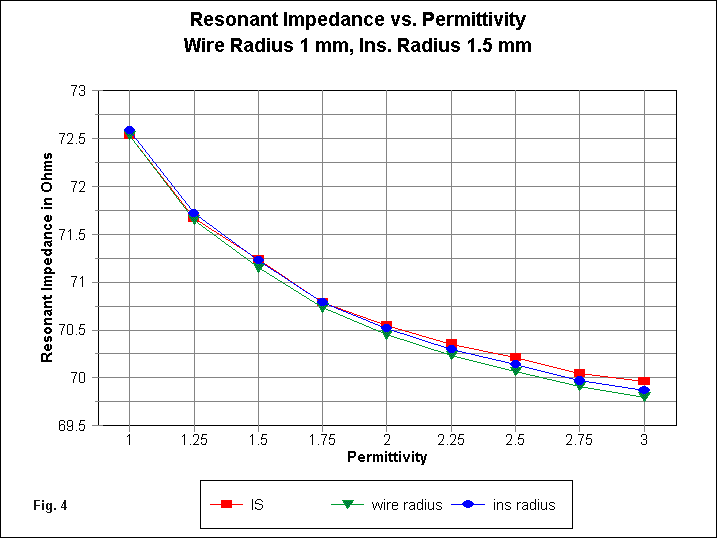 Resonant Impedance vs. Permittivity
Wire Radius 1 mm, Ins. Radius 1.5 mm
Resonant Impedance in Ohms
73
72.5
72
71.5
71
70.5
70
69.5
1 1.25 1.5 1.75 2 2.25 2.5 2.75 3
Permittivity
Fig. 4
IS wire radius ins radius